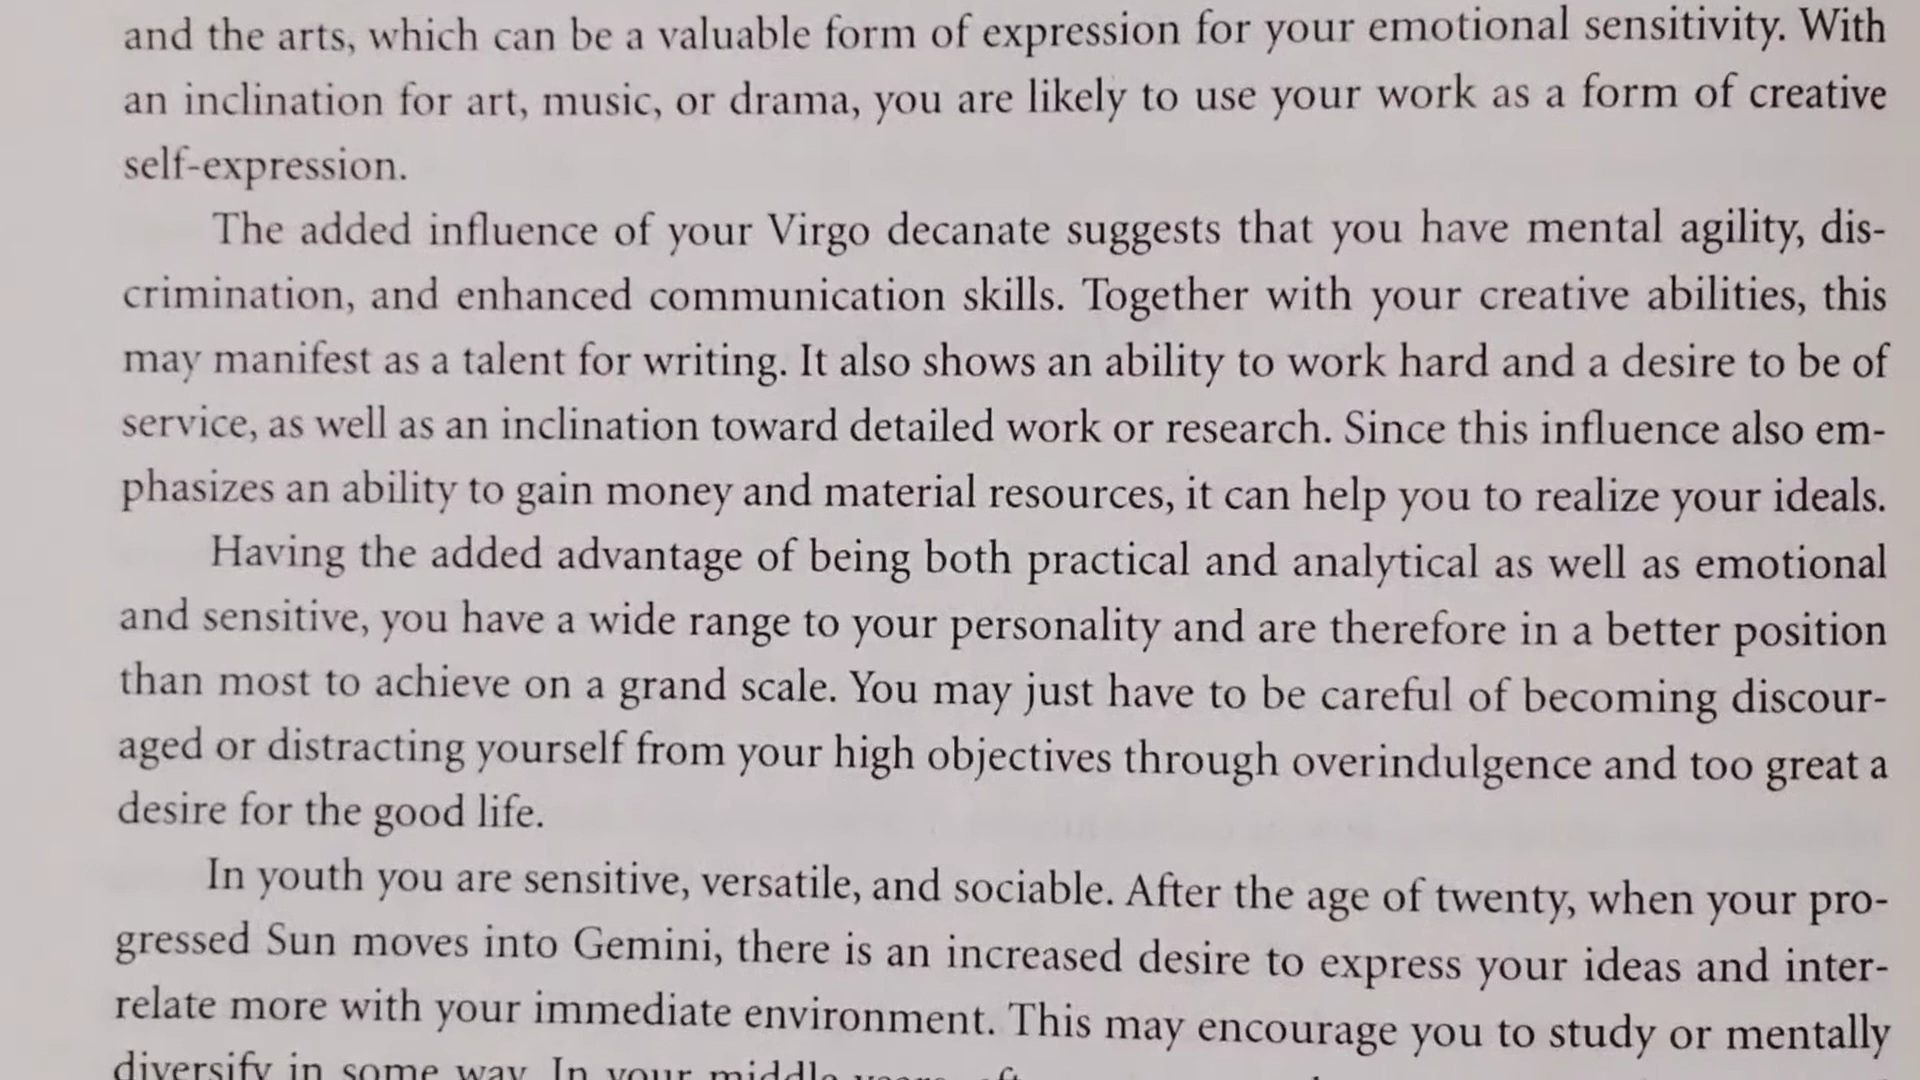 and the arts, which can be a valuable form of expression for your emotional sensitivity. With
an inclination for art, music, or drama, you are likely to use your work as a form of creative
self-expression.
The added influence of your Virgo decanate suggests that you have mental agility, dis-
crimination, and enhanced communication skills. Together with your creative abilities, this
may manifest as a talent for writing. It also shows an ability to work hard and a desire to be of
service, as well as an inclination toward detailed work or research. Since this influence also em-
phasizes an ability to gain money and material resources, it can help you to realize your ideals.
Having the added advantage of being both practical and analytical as well as emotional
and sensitive, you have a wide range to your personality and are therefore in a better position
than most to achieve on a grand scale. You may just have to be careful of becoming discour-
aged or distracting yourself from your high objectives through overindulgence and too great a
desire for the good life.
In youth you are sensitive, versatile, and sociable. After the age of twenty, when your pro-
gressed Sun moves into Gemini, there is an increased desire to express your ideas and inter-
relate more with your immediate environment. This may encourage you to study or mentally
diversify in some way. In your middle